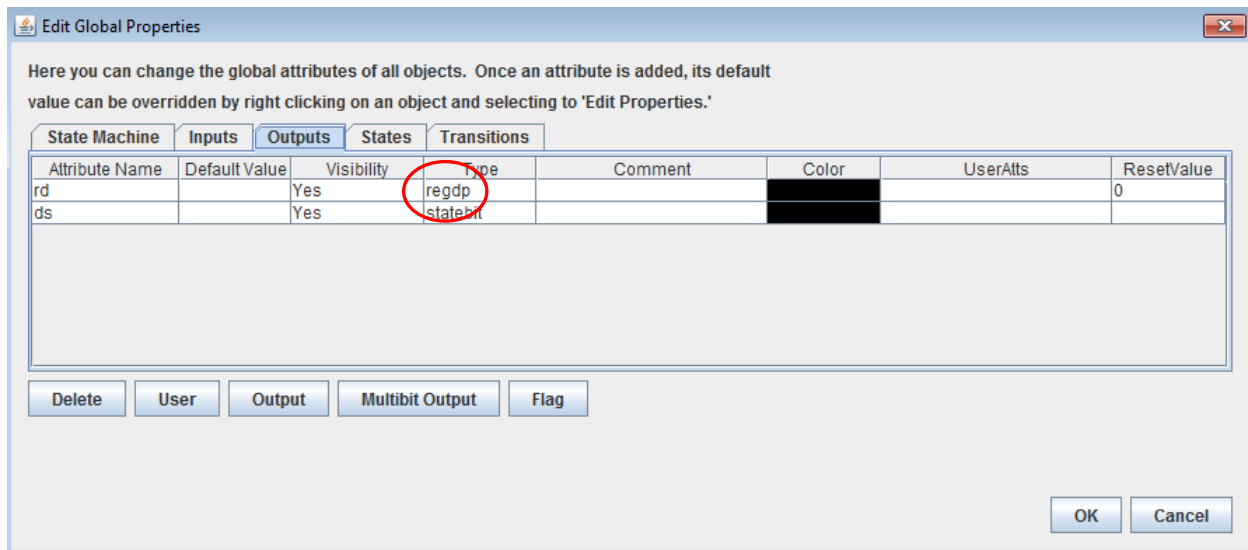 Edit Global Properties
Here you can change the global attributes of all objects. Once an attribute is added, its default
value can be overridden by right clicking on an object and selecting to 'Edit Properties.'
State Machine Inputs Outputs States Transitions
Attribute Name Default Value Visibility Type Comment Color UserAtts ResetValue
rd Yes regdp 0
ds Yes statebit
Delete User Output Multibit Output Flag
OK Cancel